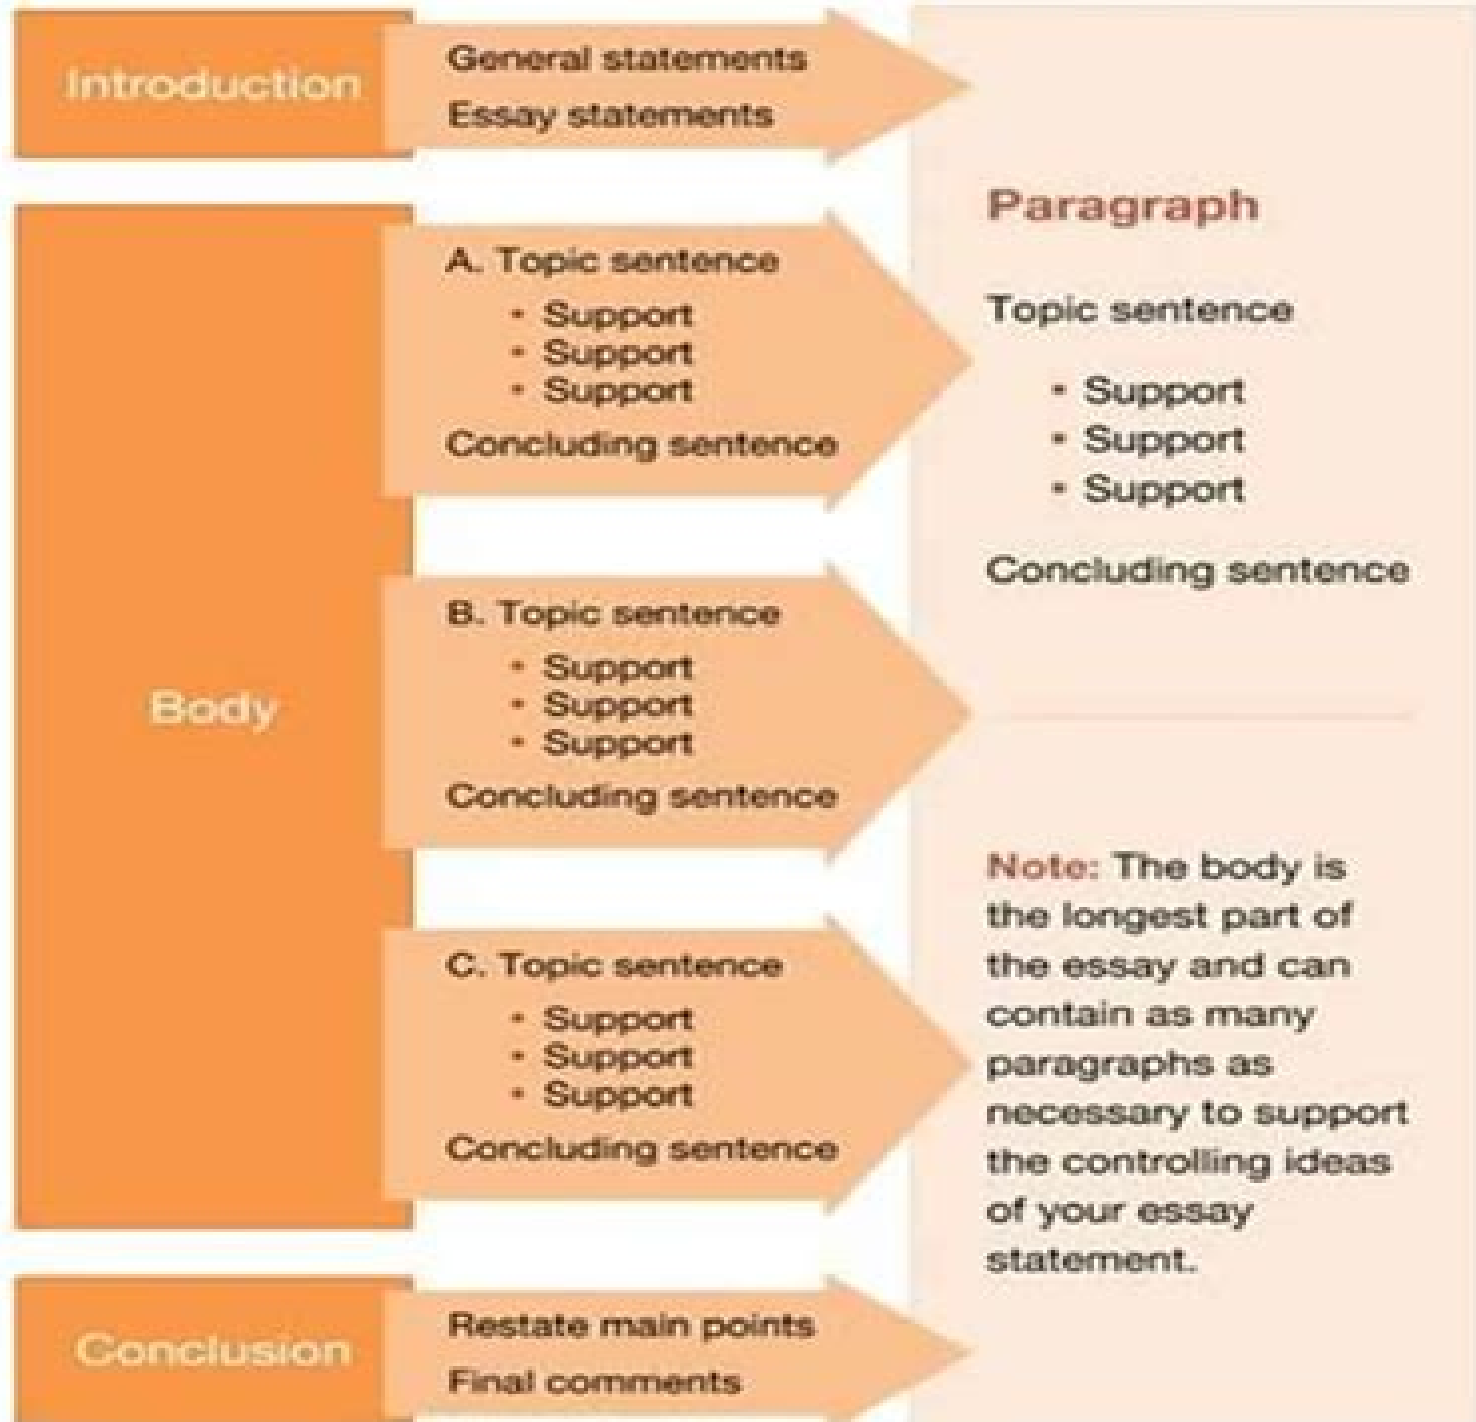 Introduction
General statements
Essay statements
Body
A. Topic sentence
• Support
• Support
• Support
Concluding sentence
B. Topic sentence
• Support
• Support
• Support
Concluding sentence
C. Topic sentence
• Support
• Support
• Support
Concluding sentence
Conclusion
Restate main points
Final comments
Paragraph
Topic sentence
• Support
• Support
• Support
Concluding sentence
Note: The body is
the longest part of
the essay and can
contain as many
paragraphs as
necessary to support
the controlling ideas
of your essay
statement.